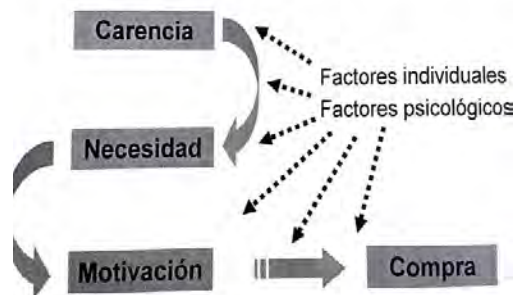 Carencia
Factores individuales
Factores psicológicos
Necesidad
Motivación
Compra